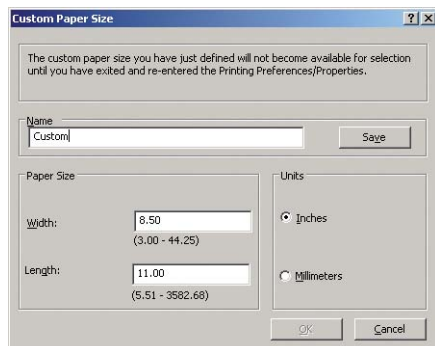 Custom Paper Size
The custom paper size you have just defined will not become available for selection
until you have exited and re-entered the Printing Preferences/Properties.
Name
Custom
Save
Paper Size
Width:
8.50
(3.00 - 44.25)
Length:
11.00
(5.51 - 3582.68)
Units
Inches
Millimeters
OK
Cancel